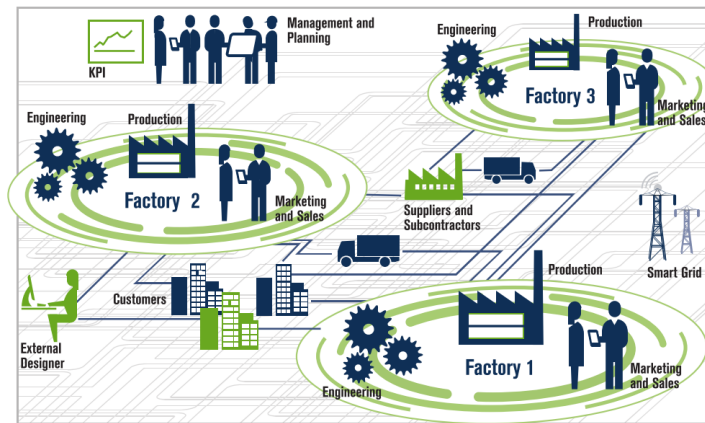 Management and
Planning
KPI
Engineering
Production
Factory 3
Marketing
and Sales
Engineering
Production
Factory 2
Marketing
and Sales
Suppliers and
Subcontractors
Smart Grid
Customers
External
Designer
Production
Engineering
Factory 1
Marketing
and Sales